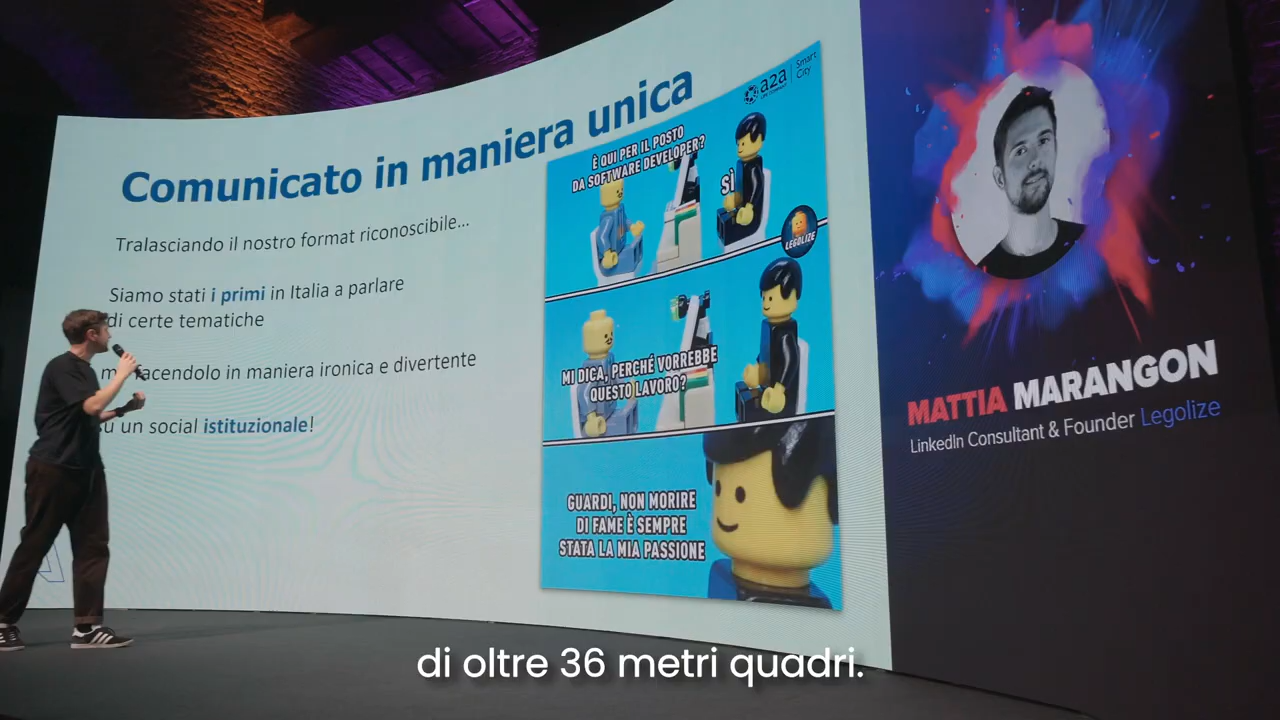 Comunicato in maniera unica
Tralasciando il nostro format riconoscibile...
Siamo stati i primi in Italia a parlare
di certe tematiche
facendolo in maniera ironica e divertente
un social istituzionale!
a2a
LIFE COMPANY
Smart
City
È QUI PER IL POSTO
DA SOFTWARE DEVELOPER?
SÌ
LEGOLIZE
MI DICA, PERCHÉ VORREBBE
QUESTO LAVORO?
GUARDI, NON MORIRE
DI FAME È SEMPRE
STATA LA MIA PASSIONE
MATTIA MARANGON
LinkedIn Consultant & Founder Legolize
di oltre 36 metri quadri.